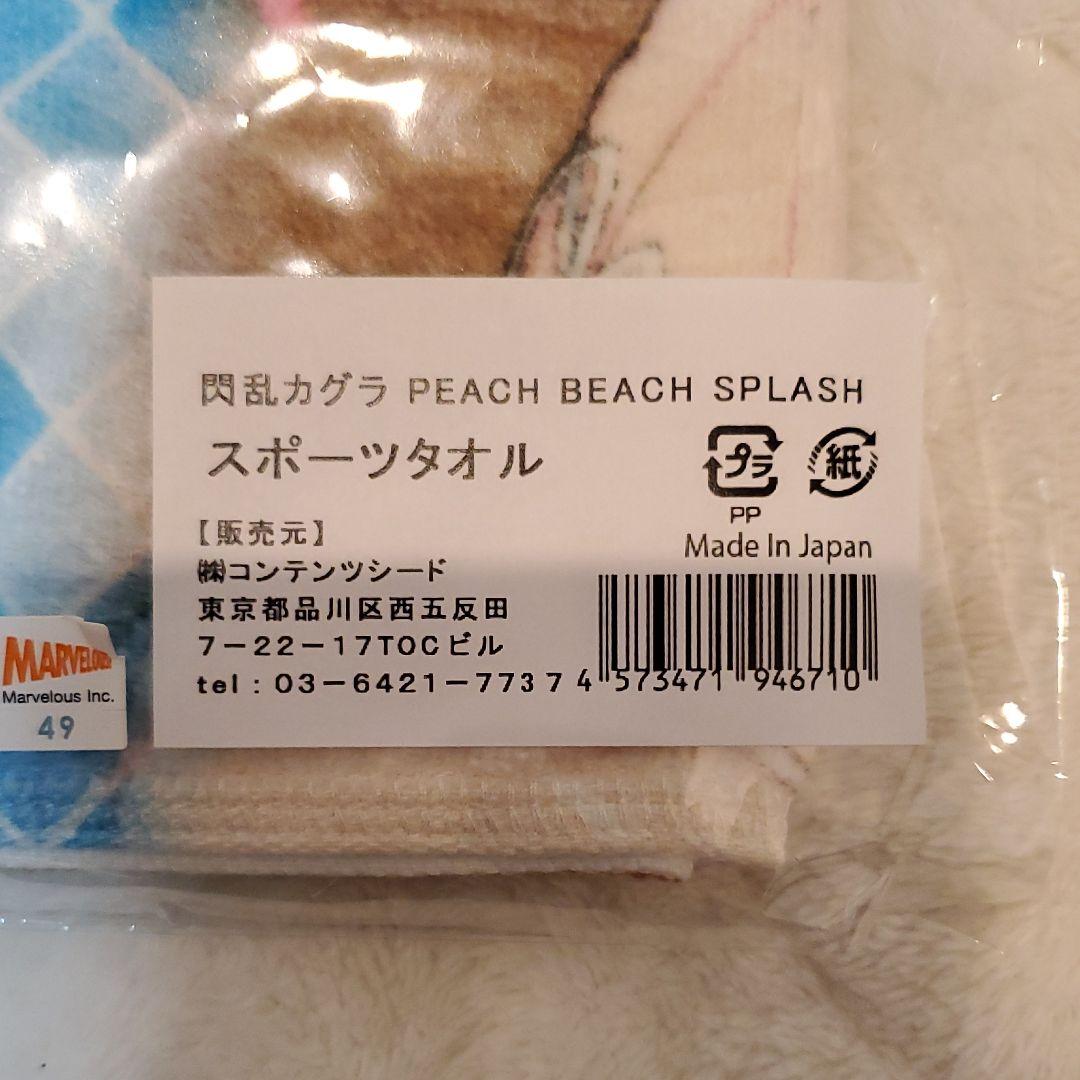 閃乱カグラ PEACH BEACH SPLASH
スポーツタオル
プラ
紙
PP
Made In Japan
【販売元】
㈱コンテンツシード
東京都品川区西五反田
7-22-17TOCビル
tel：03-6421-7737
4 573471 946710
MARVELOUS
Marvelous Inc.
49